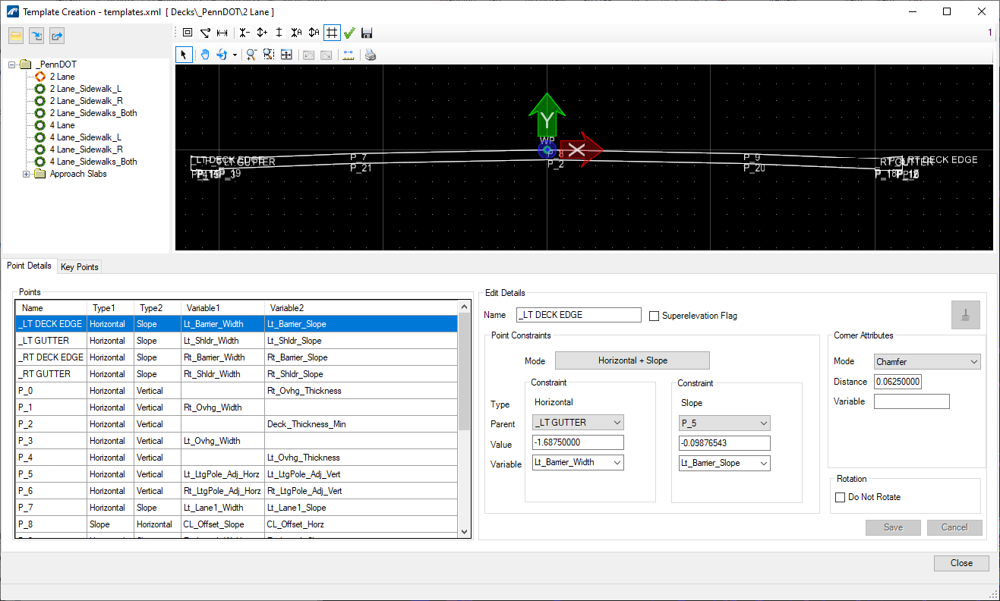 Template Creation - templates.xml [ Decks\_PennDOT\2 Lane ]
1
_PennDOT
2 Lane
2 Lane_Sidewalk_L
2 Lane_Sidewalk_R
2 Lane_Sidewalks_Both
4 Lane
4 Lane_Sidewalk_L
4 Lane_Sidewalk_R
4 Lane_Sidewalks_Both
Approach Slabs
Y
WP
X
_LT DECK EDGE
_LT GUTTER
P_7
P_21
P_2
P_9
P_20
_RT GUTTER
_RT DECK EDGE
Point Details Key Points
Points
Name Type1 Type2 Variable1 Variable2
_LT DECK EDGE Horizontal Slope Lt_Barrier_Width Lt_Barrier_Slope
_LT GUTTER Horizontal Slope Lt_Shldr_Width Lt_Shldr_Slope
_RT DECK EDGE Horizontal Slope Rt_Barrier_Width Rt_Barrier_Slope
_RT GUTTER Horizontal Slope Rt_Shldr_Width Rt_Shldr_Slope
P_0 Horizontal Vertical Rt_Ovhg_Thickness
P_1 Horizontal Vertical Rt_Ovhg_Width
P_2 Horizontal Vertical Deck_Thickness_Min
P_3 Horizontal Vertical Lt_Ovhg_Width
P_4 Horizontal Vertical Lt_Ovhg_Thickness
P_5 Horizontal Vertical Lt_LtgPole_Adj_Horz Lt_LtgPole_Adj_Vert
P_6 Horizontal Vertical Rt_LtgPole_Adj_Horz Rt_LtgPole_Adj_Vert
P_7 Horizontal Slope Lt_Lane1_Width Lt_Lane1_Slope
P_8 Slope Horizontal CL_Offset_Slope CL_Offset_Horz
Edit Details
Name _LT DECK EDGE Superelevation Flag
Point Constraints
Mode Horizontal + Slope
Constraint Constraint
Type Horizontal Slope
Parent _LT GUTTER P_5
Value -1.68750000 -0.09876543
Variable Lt_Barrier_Width Lt_Barrier_Slope
Corner Attributes
Mode Chamfer
Distance 0.06250000
Variable
Rotation
Do Not Rotate
Save Cancel
Close